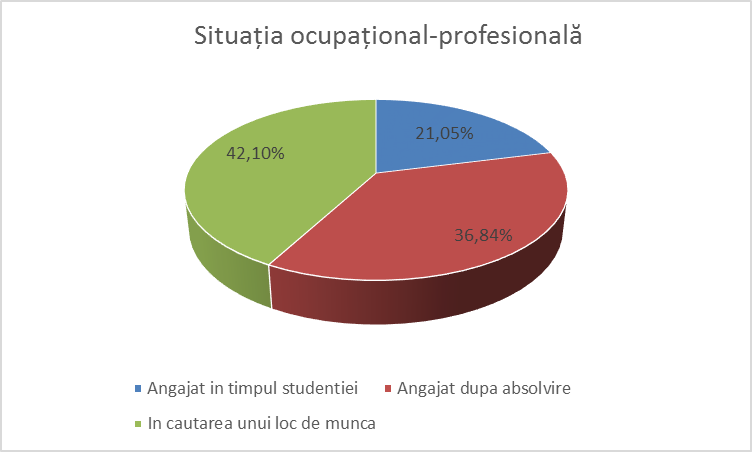 Situația ocupațional-profesională
21,05%
42,10%
36,84%
Angajat in timpul studentiei
Angajat dupa absolvire
In cautarea unui loc de munca